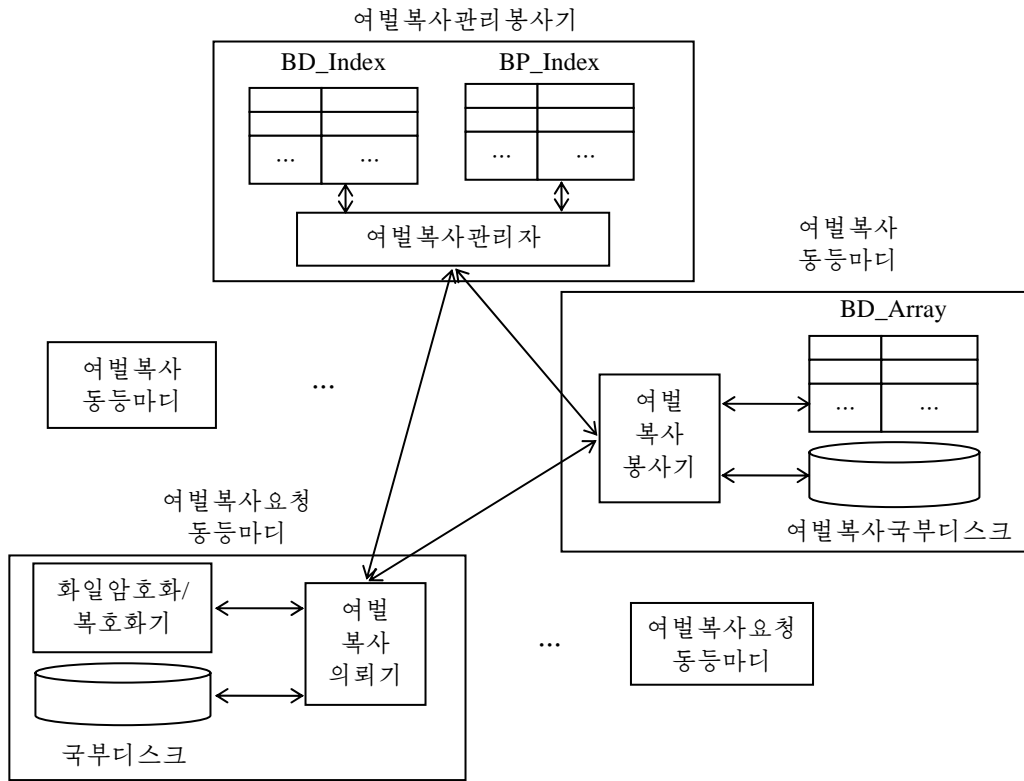 여벌복사관리봉사기
BD_Index
BP_Index
... ...
... ...
여벌복사관리자
여벌복사
동등마디
BD_Array
... ...
여벌
복사
봉사기
여벌복사국부디스크
여벌복사
동등마디
...
여벌복사요청
동등마디
화일암호화/
복호화기
여벌
복사
의뢰기
국부디스크
...
여벌복사요청
동등마디